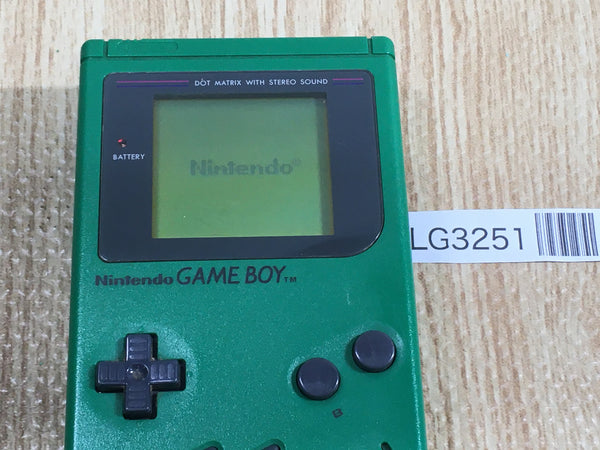 DOT MATRIX WITH STEREO SOUND
BATTERY
Nintendo®
LG3251
Nintendo GAME BOY™
B